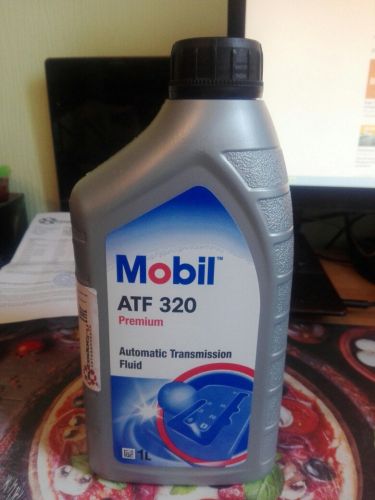 Mobil
ATF 320
Premium
Automatic Transmission
Fluid
1L